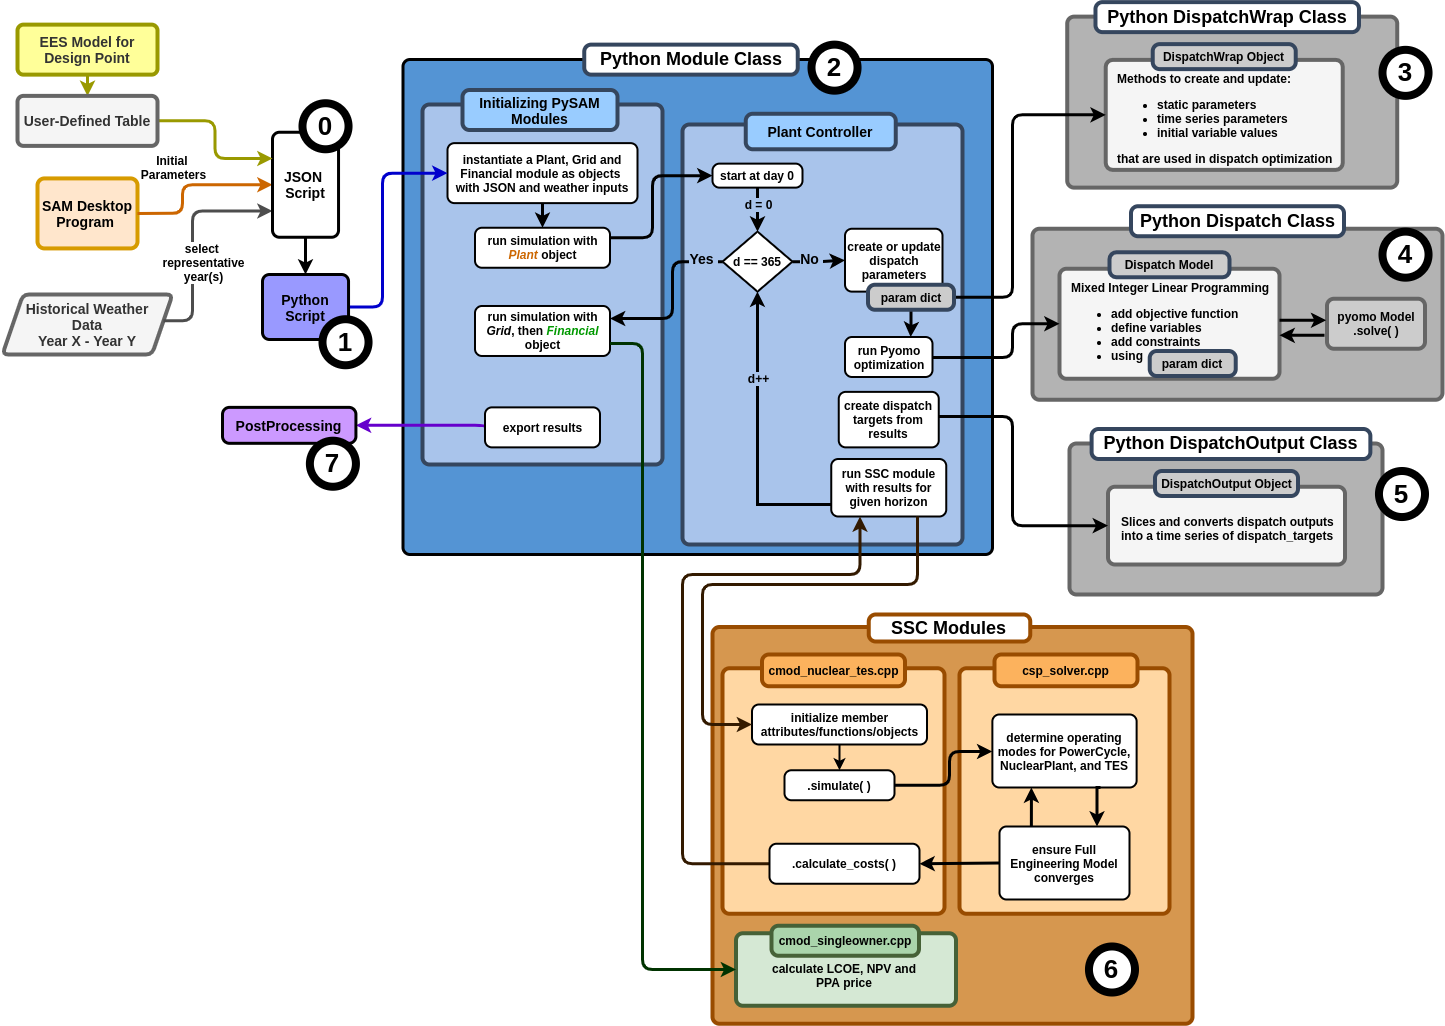 EES Model for
Design Point
User-Defined Table
Initial
Parameters
SAM Desktop
Program
select
representative
year(s)
Historical Weather
Data
Year X - Year Y
0
JSON
Script
Python
Script
1
PostProcessing
7
Python Module Class
2
Initializing PySAM
Modules
instantiate a Plant, Grid and
Financial module as objects
with JSON and weather inputs
run simulation with
Plant object
run simulation with
Grid, then Financial
object
export results
Plant Controller
start at day 0
d = 0
d == 365
Yes
No
create or update
dispatch
parameters
param dict
run Pyomo
optimization
d++
create dispatch
targets from
results
run SSC module
with results for
given horizon
Python DispatchWrap Class
3
DispatchWrap Object
Methods to create and update:
• static parameters
• time series parameters
• initial variable values
that are used in dispatch optimization
Python Dispatch Class
4
Dispatch Model
Mixed Integer Linear Programming
• add objective function
• define variables
• add constraints
• using param dict
pyomo Model
.solve( )
Python DispatchOutput Class
5
DispatchOutput Object
Slices and converts dispatch outputs
into a time series of dispatch_targets
SSC Modules
cmod_nuclear_tes.cpp
initialize member
attributes/functions/objects
.simulate( )
.calculate_costs( )
csp_solver.cpp
determine operating
modes for PowerCycle,
NuclearPlant, and TES
ensure Full
Engineering Model
converges
cmod_singleowner.cpp
calculate LCOE, NPV and
PPA price
6